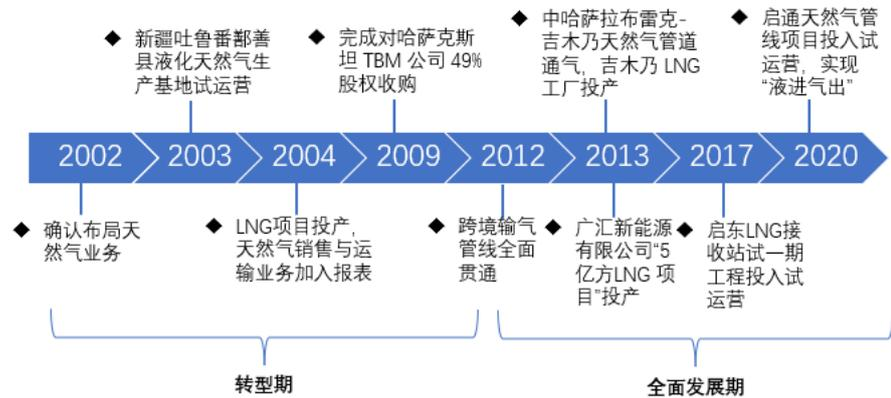 新疆吐鲁番鄯善
县液化天然气生
产基地试运营
完成对哈萨克斯
坦 TBM 公司 49%
股权收购
中哈萨拉布雷克-
吉木乃天然气管道
通气，吉木乃 LNG
工厂投产
启通天然气管
线项目投入试
运营，实现
“液进气出”
2002
2003
2004
2009
2012
2013
2017
2020
确认布局天
然气业务
LNG项目投产，
天然气销售与运
输业务加入报表
跨境输气
管线全面
贯通
广汇新能源
有限公司“5
亿方LNG 项
目”投产
启东LNG接
收站试一期
工程投入试
运营
转型期
全面发展期